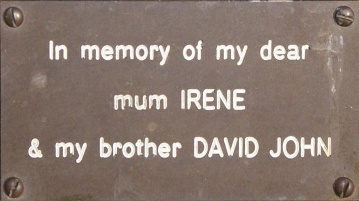 In memory of my dear
mum IRENE
& my brother DAVID JOHN